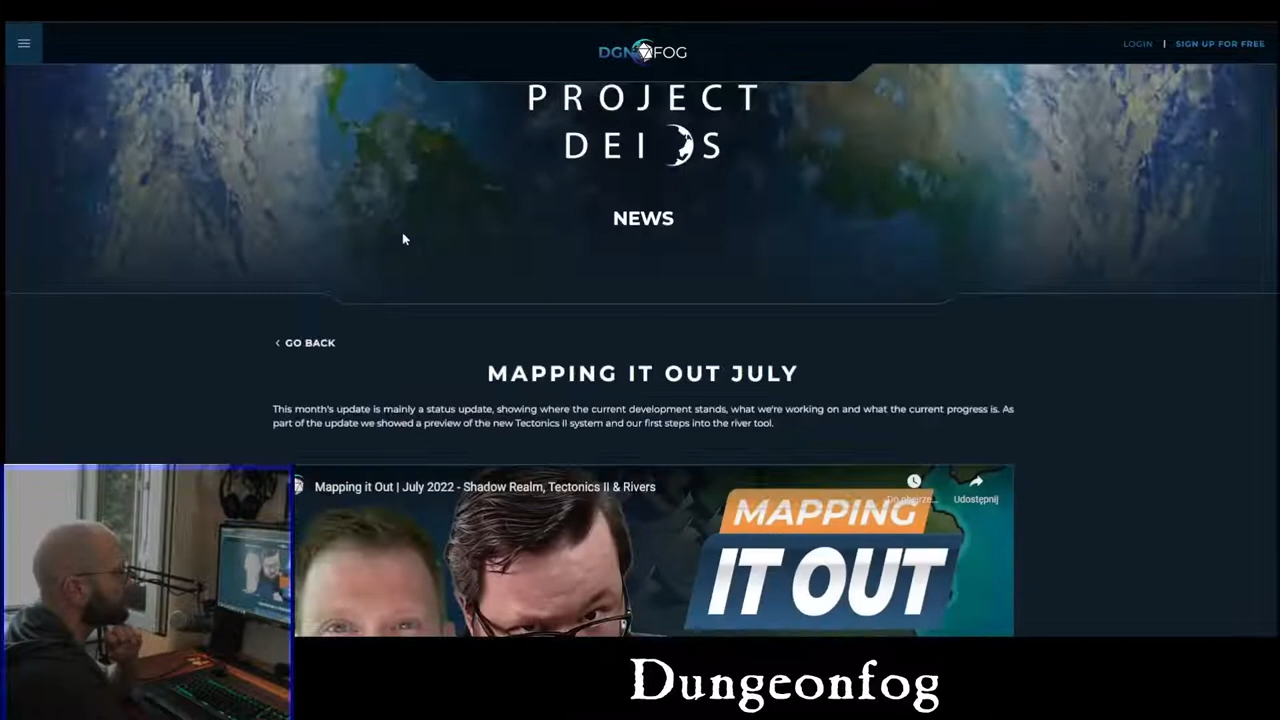 DGN FOG
LOGIN | SIGN UP FOR FREE
PROJECT
DEIOS
NEWS
< GO BACK
MAPPING IT OUT JULY
This month's update is mainly a status update, showing where the current development stands, what we're working on and what the current progress is. As
part of the update we showed a preview of the new Tectonics II system and our first steps into the river tool.
Mapping it Out | July 2022 - Shadow Realm, Tectonics II & Rivers
Do obejrze...
Udostępnij
MAPPING
IT OUT
Dungeonfog